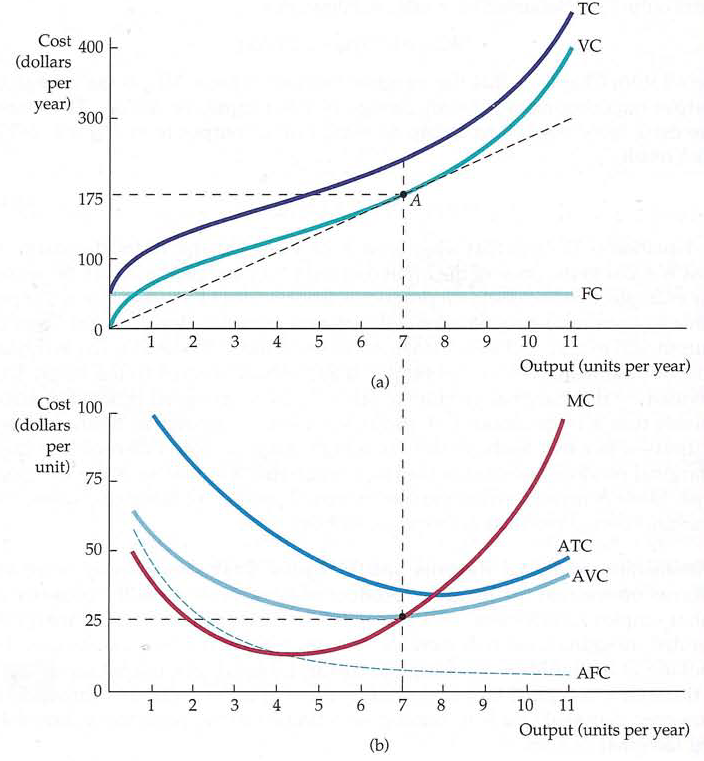 TC
Cost
(dollars
per
year)
400
VC
300
175
A
100
FC
0
1 2 3 4 5 6 7 8 9 10 11
Output (units per year)
(a)
Cost
(dollars
per
unit)
100
MC
75
50
ATC
AVC
25
AFC
0
1 2 3 4 5 6 7 8 9 10 11
Output (units per year)
(b)